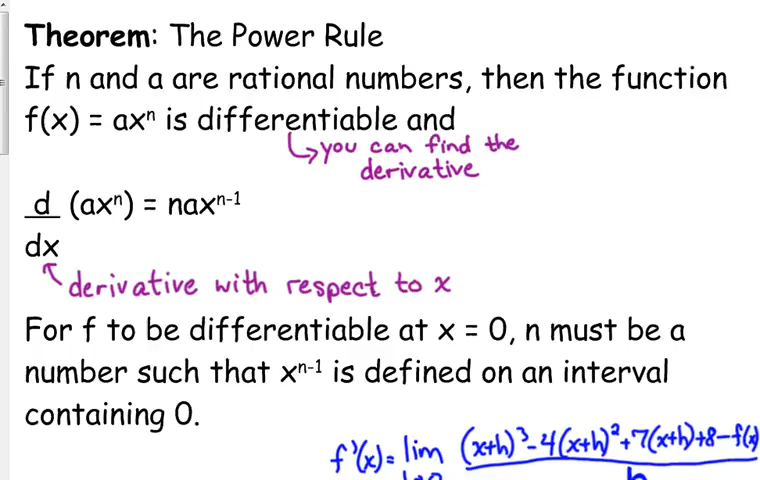 Theorem: The Power Rule
If n and a are rational numbers, then the function
f(x) = axⁿ is differentiable and
↳you can find the
derivative
d (axⁿ) = naxⁿ⁻¹
dx
derivative with respect to x
For f to be differentiable at x = 0, n must be a
number such that xⁿ⁻¹ is defined on an interval
containing 0.
f'(x) = lim (x+h)³-4(x+h)²+7(x+h)+8-f(x)
h